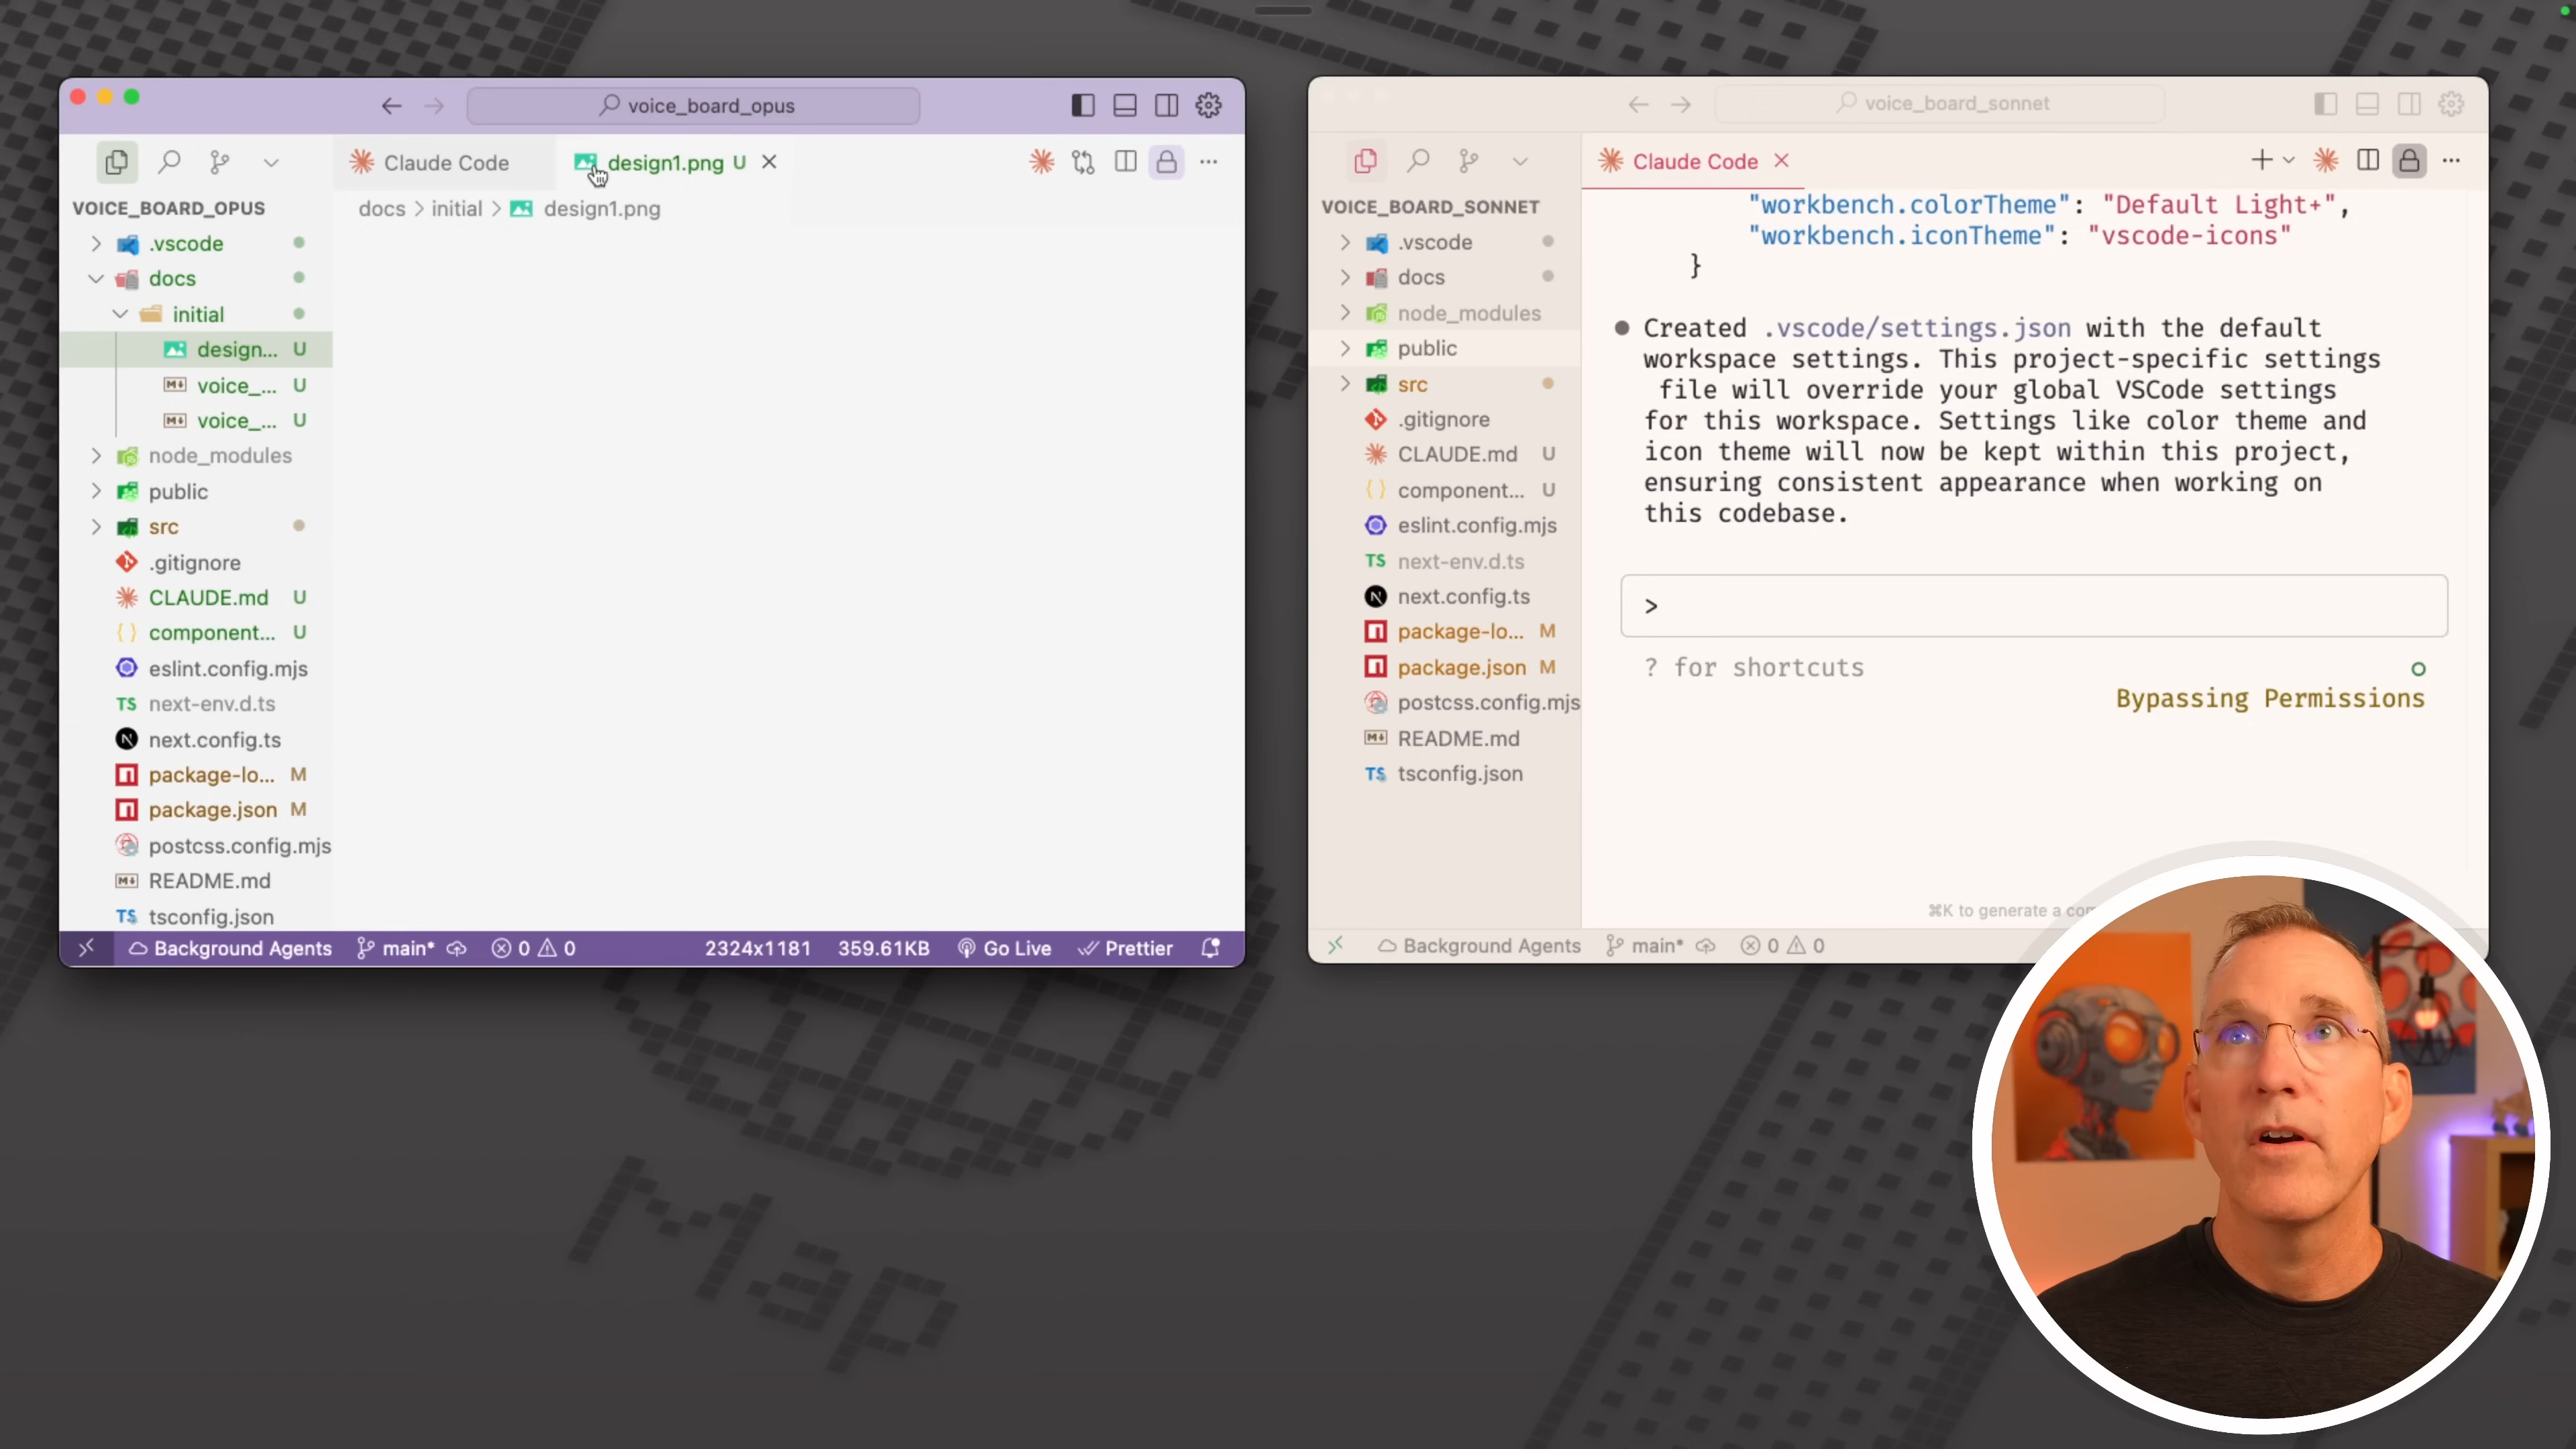 voice_board_opus
Claude Code
design1.png U
VOICE_BOARD_OPUS
docs > initial > design1.png
.vscode
docs
initial
design... U
voice_... U
voice_... U
node_modules
public
src
.gitignore
CLAUDE.md U
component... U
eslint.config.mjs
TS next-env.d.ts
N next.config.ts
package-lo... M
package.json M
postcss.config.mjs
README.md
TS tsconfig.json
Background Agents main* 0 0 2324x1181 359.61KB Go Live Prettier
voice_board_sonnet
Claude Code
VOICE_BOARD_SONNET
.vscode
docs
node_modules
public
src
.gitignore
CLAUDE.md U
component... U
eslint.config.mjs
TS next-env.d.ts
N next.config.ts
package-lo... M
package.json M
postcss.config.mjs
README.md
TS tsconfig.json
"workbench.colorTheme": "Default Light+",
"workbench.iconTheme": "vscode-icons"
}
Created .vscode/settings.json with the default
workspace settings. This project-specific settings
file will override your global VSCode settings
for this workspace. Settings like color theme and
icon theme will now be kept within this project,
ensuring consistent appearance when working on
this codebase.
>
? for shortcuts
Bypassing Permissions
⌘K to generate a
Background Agents main* 0 0
Map